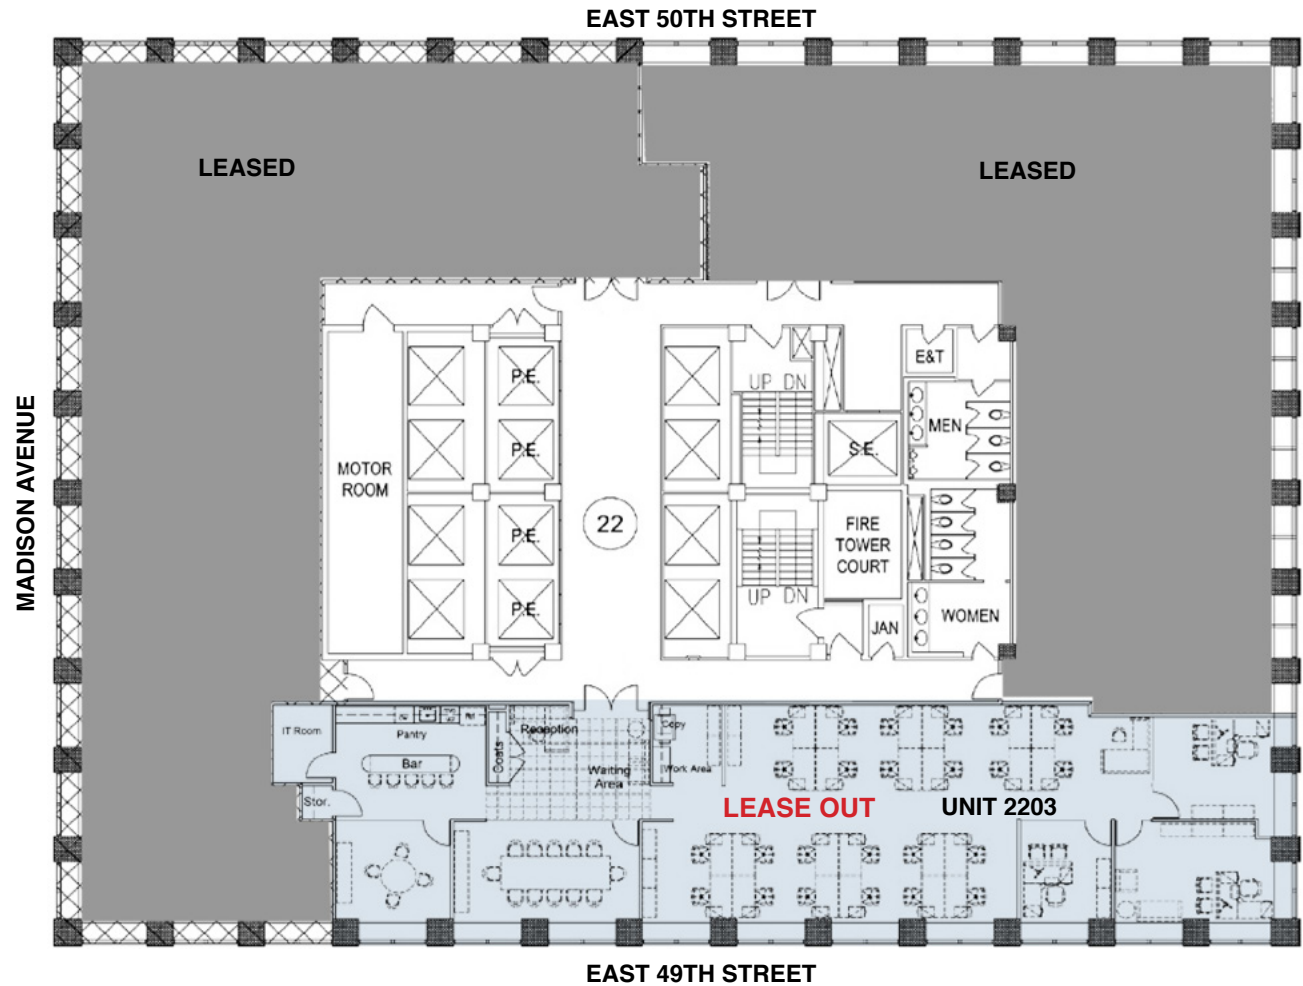 EAST 50TH STREET
LEASED
LEASED
MADISON AVENUE
MOTOR
ROOM
P.E.
P.E.
P.E.
P.E.
22
UP DN
UP DN
S.E.
FIRE
TOWER
COURT
E&T
MEN
WOMEN
JAN
IT Room
Pantry
Bar
Stor.
Coats
Reception
Waiting
Area
Copy
Work Area
LEASE OUT
UNIT 2203
EAST 49TH STREET